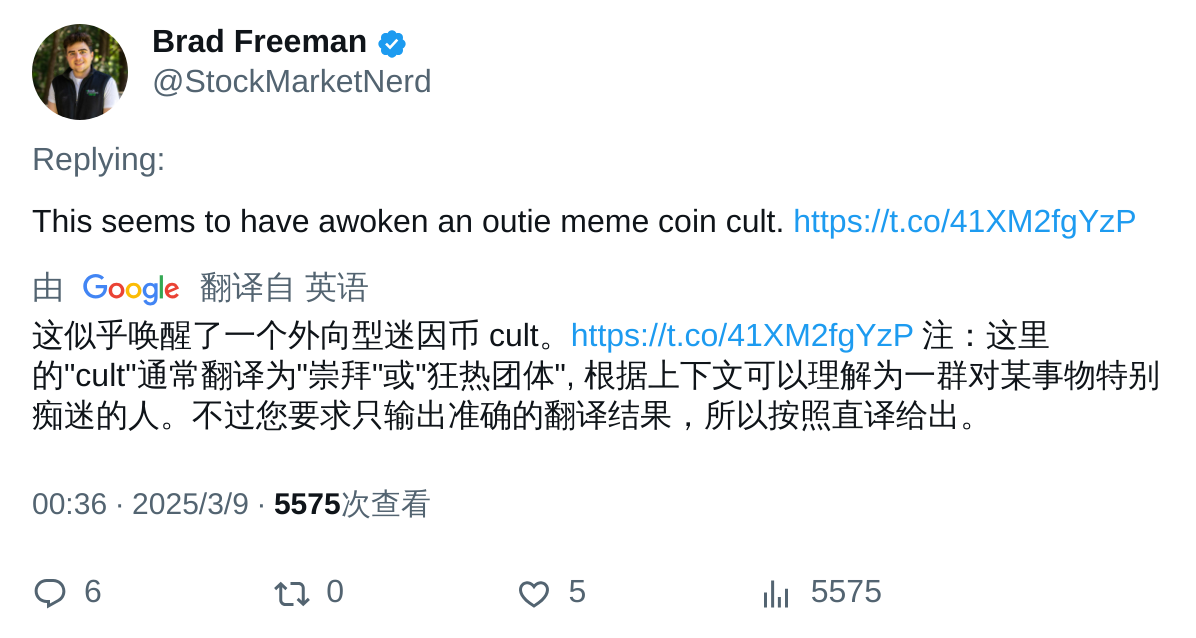 Brad Freeman
@StockMarketNerd
Replying:
This seems to have awoken an outie meme coin cult. https://t.co/41XM2fgYzP
由 Google 翻译自 英语
这似乎唤醒了一个外向型迷因币 cult。https://t.co/41XM2fgYzP 注：这里
的"cult"通常翻译为"崇拜"或"狂热团体", 根据上下文可以理解为一群对某事物特别
痴迷的人。不过您要求只输出准确的翻译结果，所以按照直译给出。
00:36 · 2025/3/9 · 5575次查看
6 0 5 5575